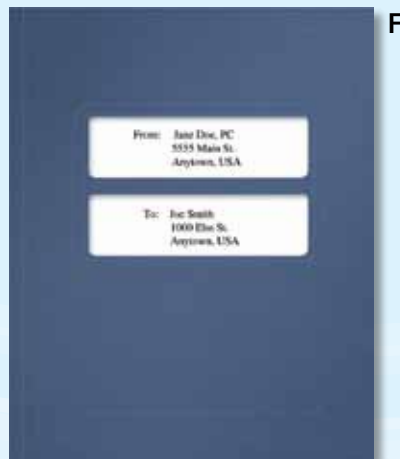 From: Jane Doe, PC
5555 Main St.
Anytown, USA
To: Joe Smith
1000 Elm St.
Anytown, USA
F